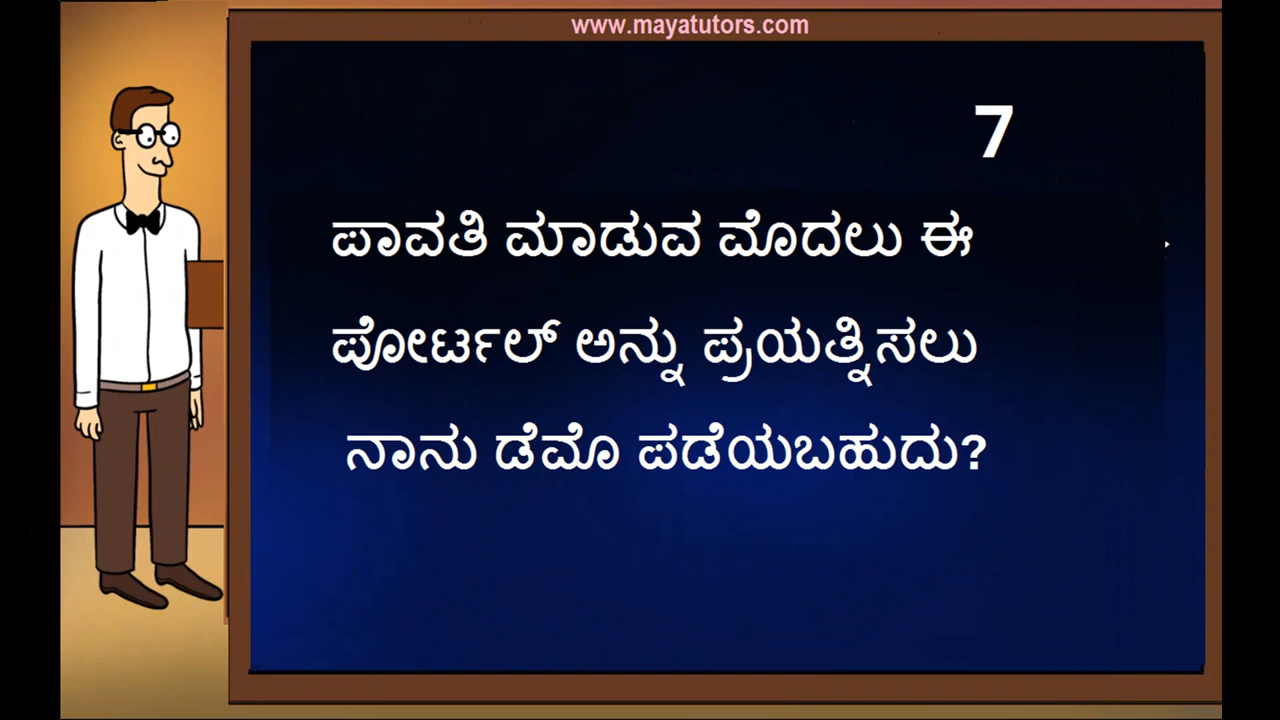 www.mayatutors.com
7
ಪಾವತಿ ಮಾಡುವ ಮೊದಲು ಈ
ಪೋರ್ಟಲ್ ಅನ್ನು ಪ್ರಯತ್ನಿಸಲು
ನಾನು ಡೆಮೊ ಪಡೆಯಬಹುದು?